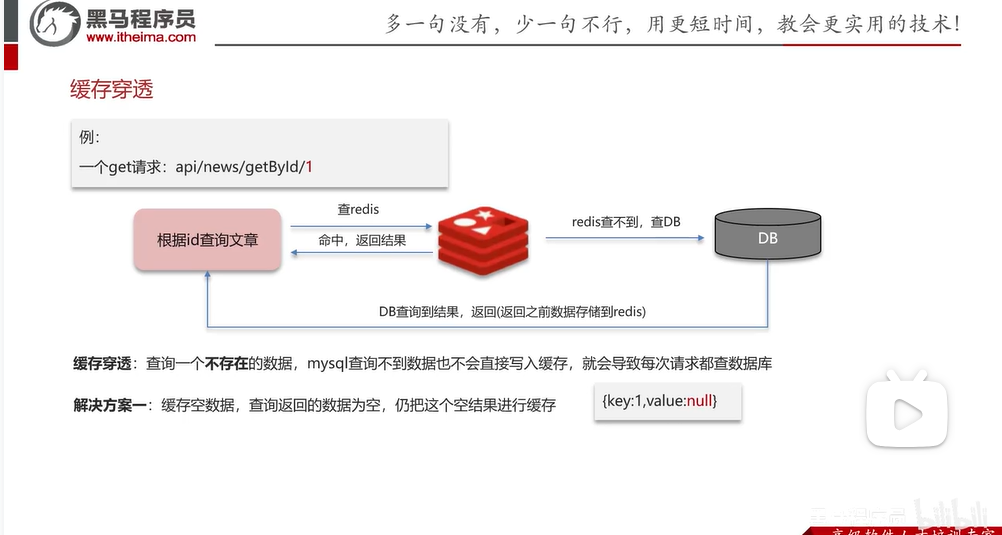 黑马程序员
www.itheima.com
多一句没有，少一句不行，用更短时间，教会更实用的技术！
缓存穿透
例：
一个get请求：api/news/getById/1
根据id查询文章
查redis
命中，返回结果
redis查不到，查DB
DB
DB查询到结果，返回(返回之前数据存储到redis)
缓存穿透：查询一个不存在的数据，mysql查询不到数据也不会直接写入缓存，就会导致每次请求都查数据库
解决方案一：缓存空数据，查询返回的数据为空，仍把这个空结果进行缓存
{key:1,value:null}
bilibili